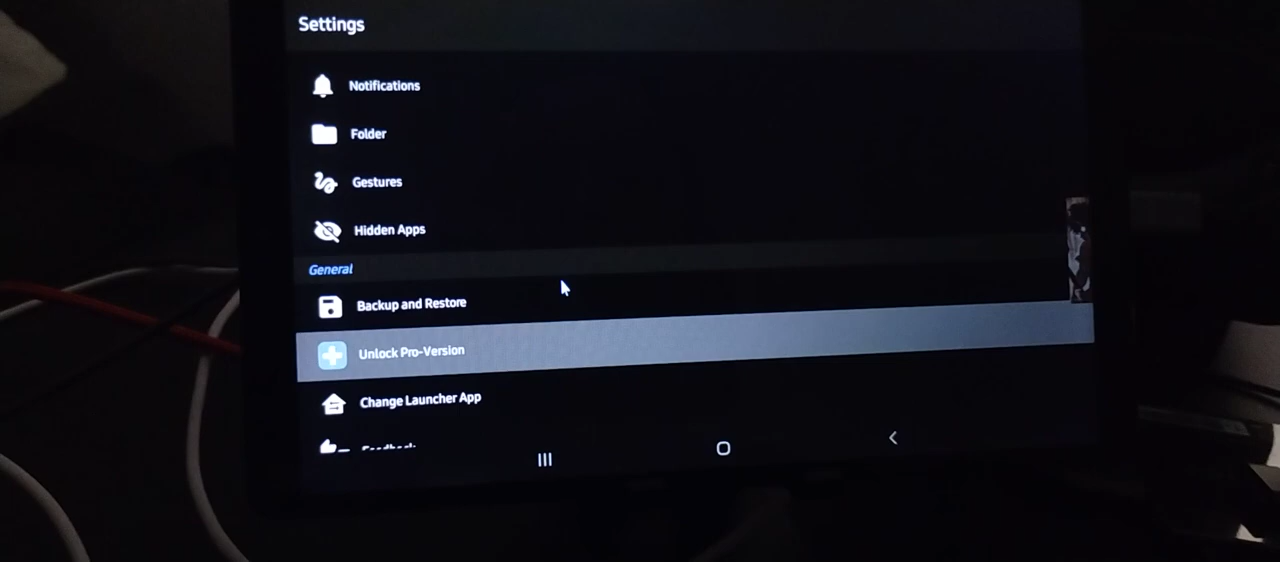 Settings
Notifications
Folder
Gestures
Hidden Apps
General
Backup and Restore
Unlock Pro-Version
Change Launcher App